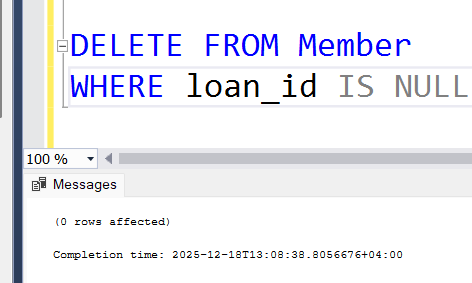 DELETE FROM Member
WHERE loan_id IS NULL
100 %
Messages
(0 rows affected)
Completion time: 2025-12-18T13:08:38.8056676+04:00